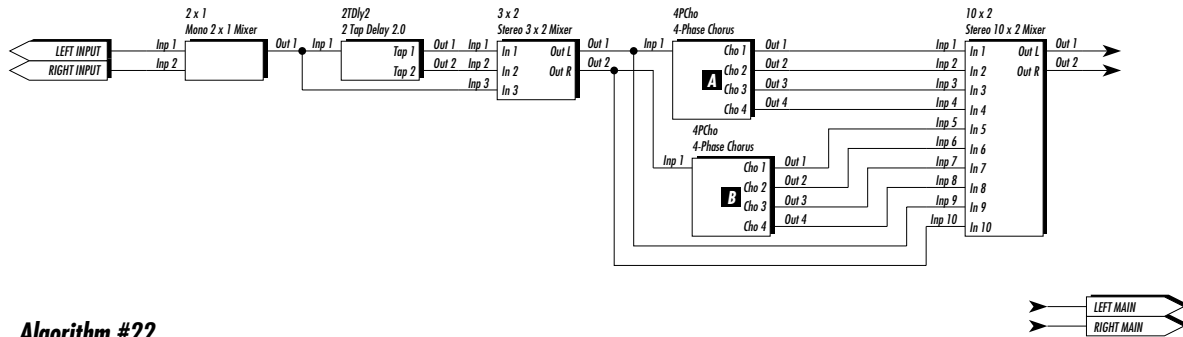 2 x 1
Mono 2 x 1 Mixer
LEFT INPUT
RIGHT INPUT
Inp 1
Inp 2
Out 1
2TDly2
2 Tap Delay 2.0
Inp 1
Tap 1
Tap 2
Out 1
Out 2
3 x 2
Stereo 3 x 2 Mixer
Inp 1
Inp 2
Inp 3
In 1
In 2
In 3
Out L
Out R
Out 1
Out 2
4PCho
4-Phase Chorus
Inp 1
A
Cho 1
Cho 2
Cho 3
Cho 4
Out 1
Out 2
Out 3
Out 4
4PCho
4-Phase Chorus
Inp 1
B
Cho 1
Cho 2
Cho 3
Cho 4
Out 1
Out 2
Out 3
Out 4
10 x 2
Stereo 10 x 2 Mixer
Inp 1
Inp 2
Inp 3
Inp 4
Inp 5
Inp 6
Inp 7
Inp 8
Inp 9
Inp 10
In 1
In 2
In 3
In 4
In 5
In 6
In 7
In 8
In 9
In 10
Out L
Out R
Out 1
Out 2
LEFT MAIN
RIGHT MAIN
Algorithm #22